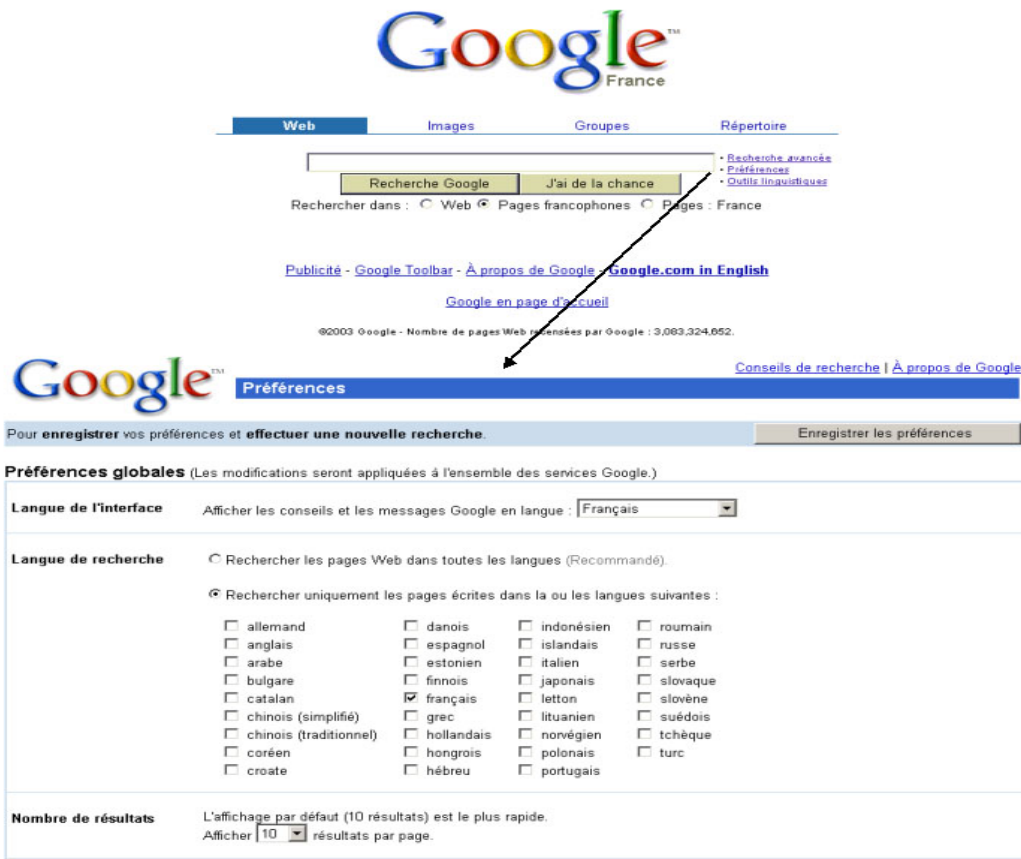 Google™
France
Web Images Groupes Répertoire
• Recherche avancée
• Préférences
• Outils linguistiques
Recherche Google J'ai de la chance
Rechercher dans : Web Pages francophones Pages : France
Publicité - Google Toolbar - À propos de Google - Google.com in English
Google en page d'accueil
©2003 Google - Nombre de pages Web recensées par Google : 3,083,324,652.
Google™
Conseils de recherche | À propos de Google
Préférences
Pour enregistrer vos préférences et effectuer une nouvelle recherche. Enregistrer les préférences
Préférences globales (Les modifications seront appliquées à l'ensemble des services Google.)
Langue de l'interface Afficher les conseils et les messages Google en langue : Français
Langue de recherche Rechercher les pages Web dans toutes les langues (Recommandé).
Rechercher uniquement les pages écrites dans la ou les langues suivantes :
allemand danois indonésien roumain
anglais espagnol islandais russe
arabe estonien italien serbe
bulgare finnois japonais slovaque
catalan français letton slovène
chinois (simplifié) grec lituanien suédois
chinois (traditionnel) hollandais norvégien tchèque
coréen hongrois polonais turc
croate hébreu portugais
Nombre de résultats L'affichage par défaut (10 résultats) est le plus rapide.
Afficher 10 résultats par page.